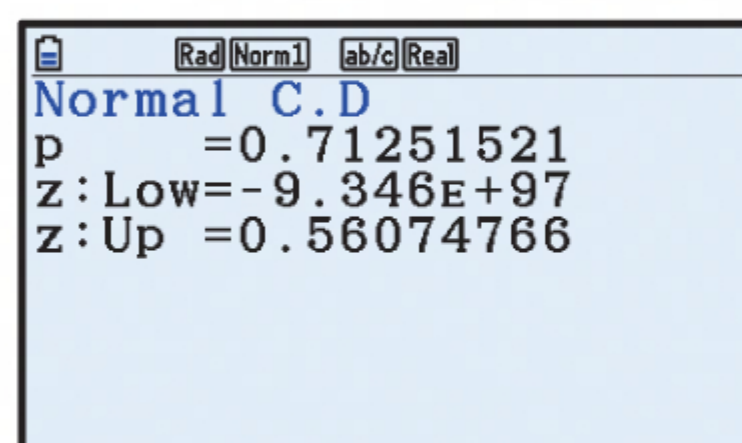 Rad Norm1 ab/c Real
Normal C.D
p =0.71251521
z:Low=-9.346E+97
z:Up =0.56074766